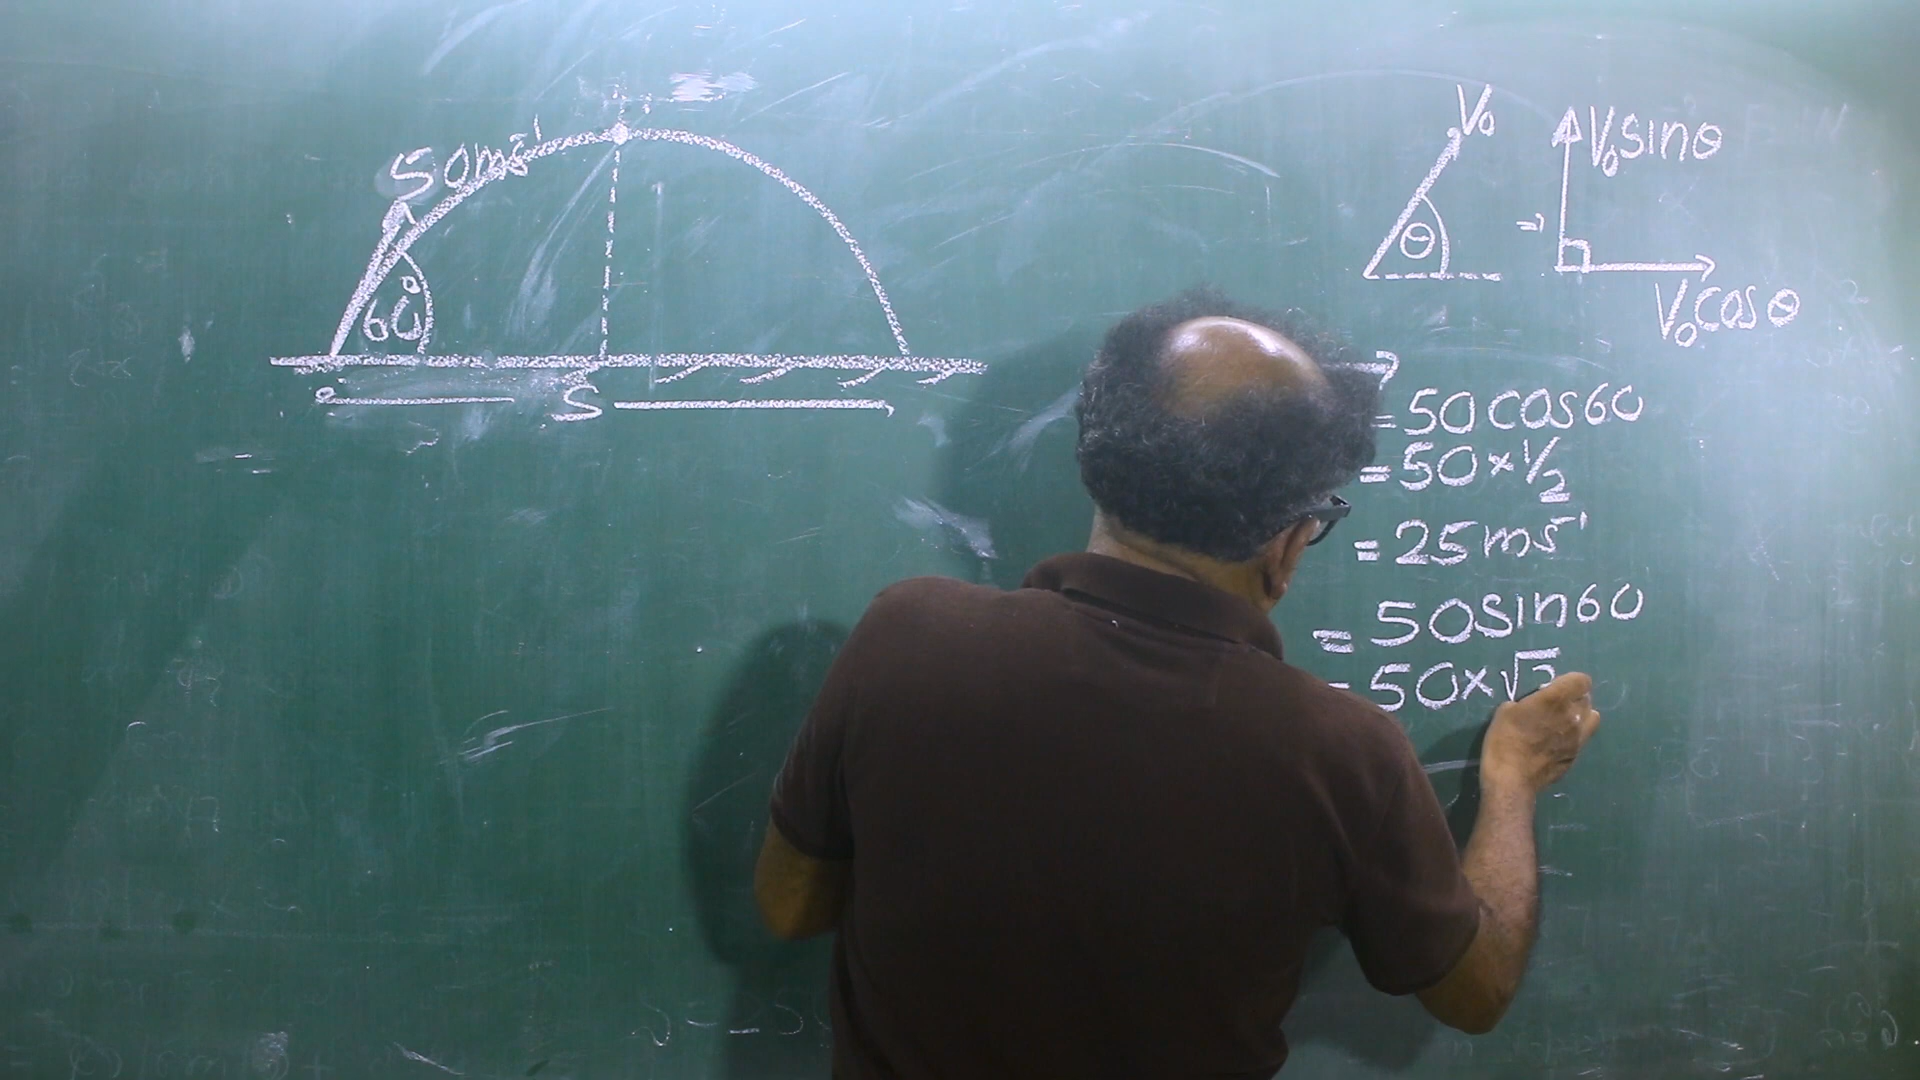 50ms⁻¹
60°
S
V₀
θ
⇒
V₀sinθ
V₀cosθ
=50cos60
=50×1/2
=25ms⁻¹
=50sin60
=50×√3